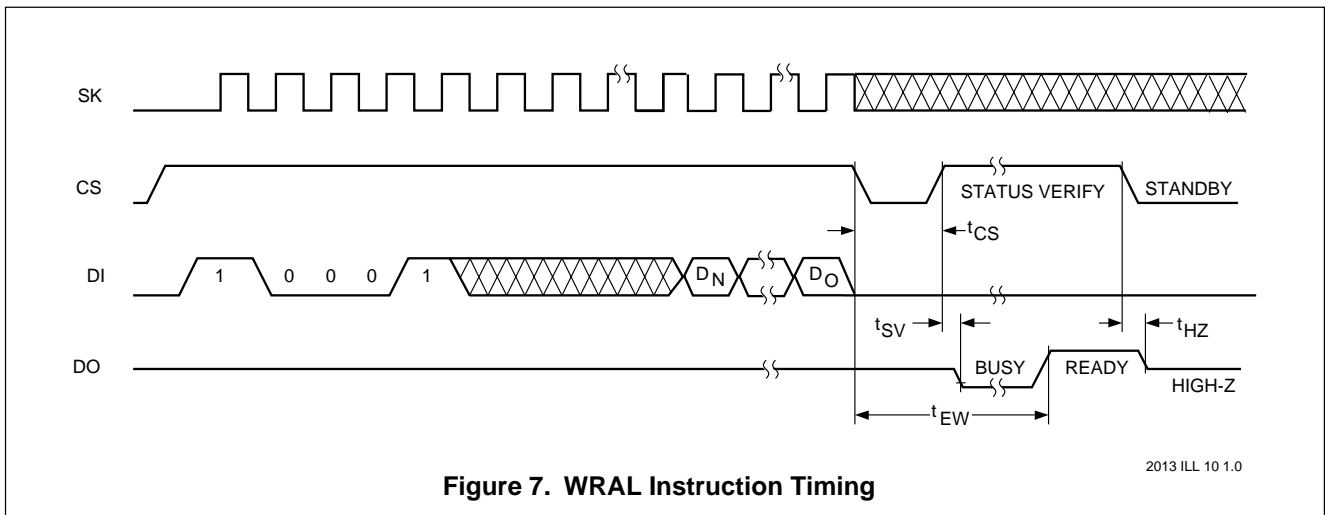 SK
CS
STATUS VERIFY STANDBY
tCS
DI 1 0 0 0 1 DN DO
tSV tHZ
DO BUSY READY
HIGH-Z
tEW
2013 ILL 10 1.0
Figure 7. WRAL Instruction Timing